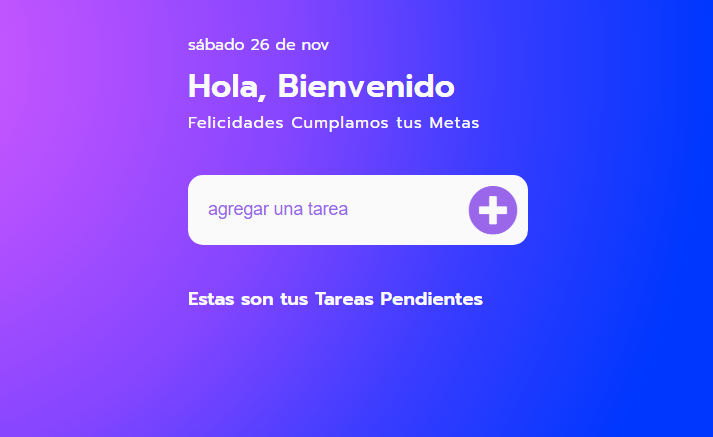 sábado 26 de nov
Hola, Bienvenido
Felicidades Cumplamos tus Metas
agregar una tarea
Estas son tus Tareas Pendientes